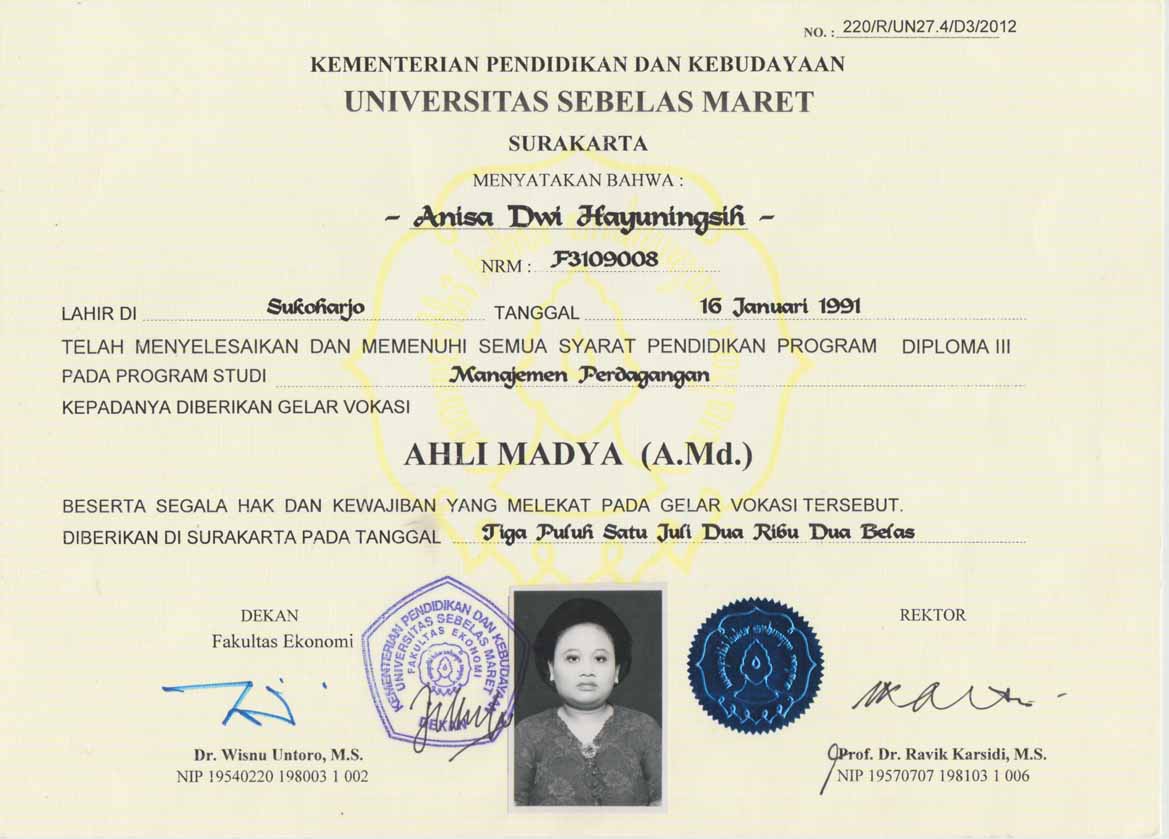 NO. : 220/R/UN27.4/D3/2012
KEMENTERIAN PENDIDIKAN DAN KEBUDAYAAN
UNIVERSITAS SEBELAS MARET
SURAKARTA
MENYATAKAN BAHWA :
- Anisa Dwi Hayuningsih -
NRM : F3109008
LAHIR DI Sukoharjo TANGGAL 16 Januari 1991
TELAH MENYELESAIKAN DAN MEMENUHI SEMUA SYARAT PENDIDIKAN PROGRAM DIPLOMA III
PADA PROGRAM STUDI Manajemen Perdagangan
KEPADANYA DIBERIKAN GELAR VOKASI
AHLI MADYA (A.Md.)
BESERTA SEGALA HAK DAN KEWAJIBAN YANG MELEKAT PADA GELAR VOKASI TERSEBUT.
DIBERIKAN DI SURAKARTA PADA TANGGAL Tiga Puluh Satu Juli Dua Ribu Dua Belas
DEKAN
Fakultas Ekonomi
KEMENTERIAN PENDIDIKAN DAN KEBUDAYAAN
UNIVERSITAS SEBELAS MARET
FAKULTAS EKONOMI
DEKAN
REKTOR
Dr. Wisnu Untoro, M.S.
NIP 19540220 198003 1 002
Prof. Dr. Ravik Karsidi, M.S.
NIP 19570707 198103 1 006